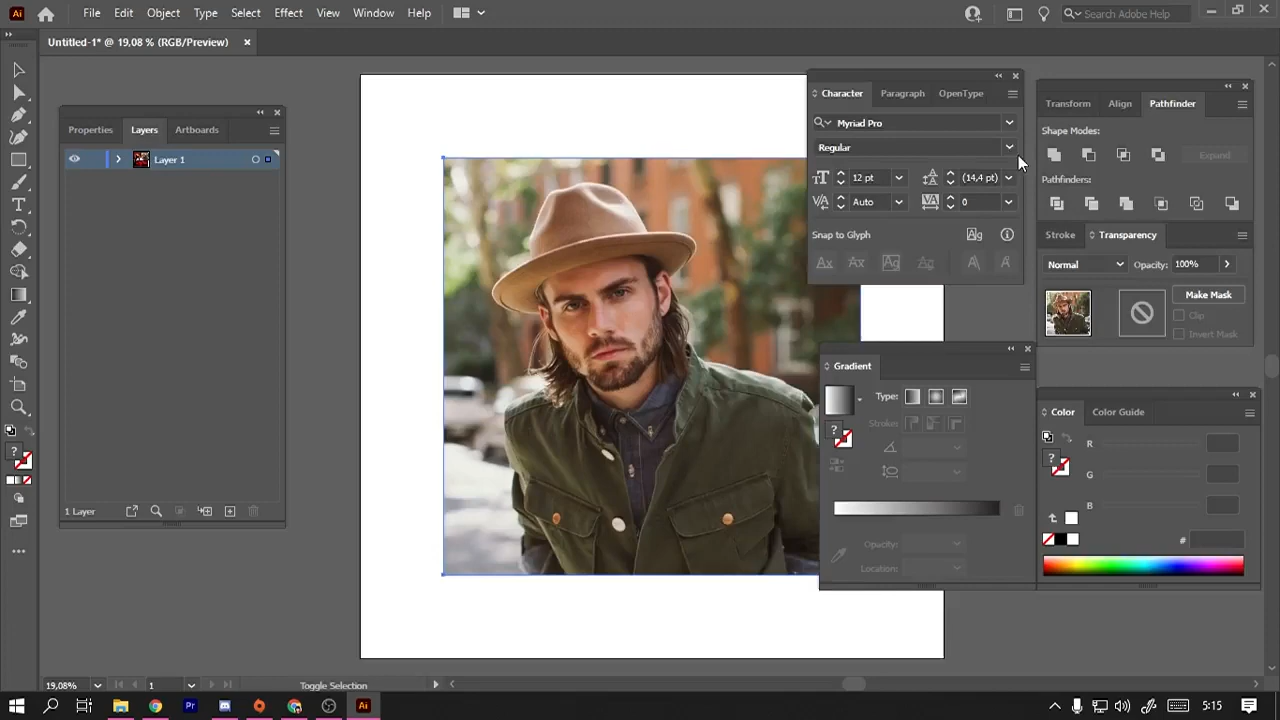 Ai
File Edit Object Type Select Effect View Window Help
Search Adobe Help
Untitled-1* @ 19,08 % (RGB/Preview)
Properties Layers Artboards
Layer 1
1 Layer
Character Paragraph OpenType
Myriad Pro
Regular
12 pt (14,4 pt)
Auto 0
Snap to Glyph
Transform Align Pathfinder
Shape Modes:
Expand
Pathfinders:
Stroke Transparency
Normal Opacity: 100%
Make Mask
Clip
Invert Mask
Gradient
Type:
Stroke:
Opacity:
Location:
Color Color Guide
R
G
B
#
19,08% 1 Toggle Selection
Pr Ai 5:15